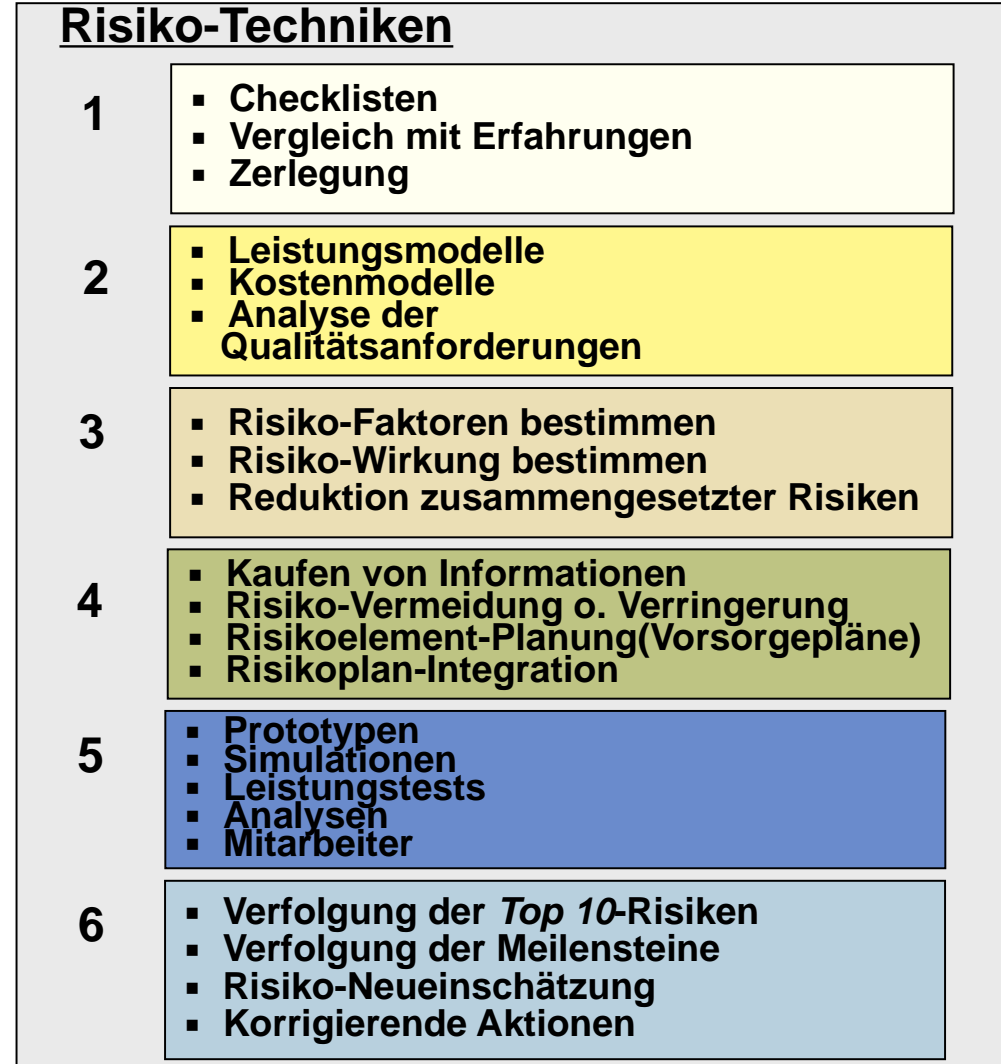 Risiko-Techniken
1
▪ Checklisten
▪ Vergleich mit Erfahrungen
▪ Zerlegung
2
▪ Leistungsmodelle
▪ Kostenmodelle
▪ Analyse der
Qualitätsanforderungen
3
▪ Risiko-Faktoren bestimmen
▪ Risiko-Wirkung bestimmen
▪ Reduktion zusammengesetzter Risiken
4
▪ Kaufen von Informationen
▪ Risiko-Vermeidung o. Verringerung
▪ Risikoelement-Planung(Vorsorgepläne)
▪ Risikoplan-Integration
5
▪ Prototypen
▪ Simulationen
▪ Leistungstests
▪ Analysen
▪ Mitarbeiter
6
▪ Verfolgung der Top 10-Risiken
▪ Verfolgung der Meilensteine
▪ Risiko-Neueinschätzung
▪ Korrigierende Aktionen